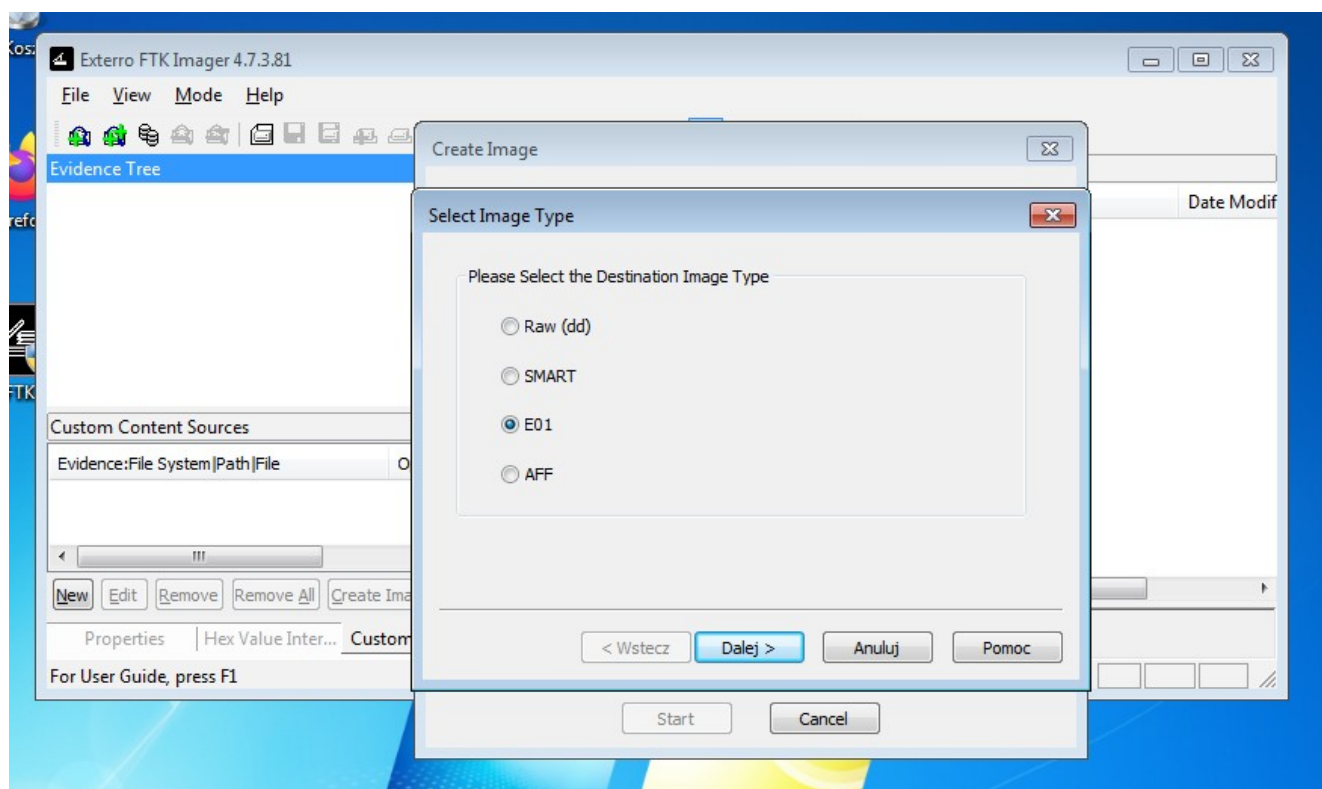 Exterro FTK Imager 4.7.3.81
File View Mode Help
Evidence Tree
Create Image
Date Modif
Select Image Type
Please Select the Destination Image Type
Raw (dd)
SMART
E01
AFF
Custom Content Sources
Evidence:File System|Path|File
New Edit Remove Remove All Create Ima
Properties Hex Value Inter... Custom
< Wstecz Dalej > Anuluj Pomoc
For User Guide, press F1
Start Cancel